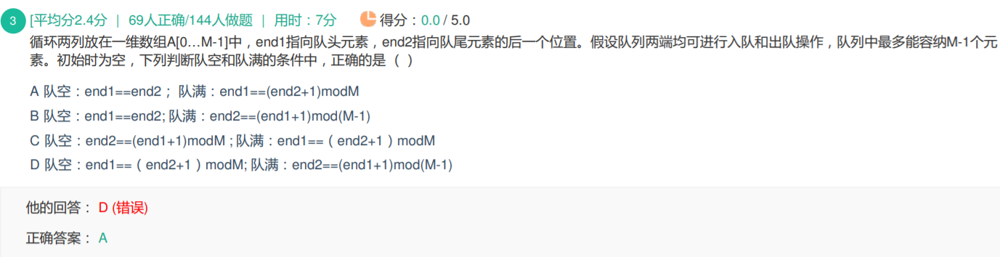 3 [平均分2.4分 | 69人正确/144人做题 | 用时：7分 得分：0.0 / 5.0
循环两列放在一维数组A[0…M-1]中，end1指向队头元素，end2指向队尾元素的后一个位置。假设队列两端均可进行入队和出队操作，队列中最多能容纳M-1个元
素。初始时为空，下列判断队空和队满的条件中，正确的是（ ）
A 队空：end1==end2； 队满：end1==(end2+1)modM
B 队空：end1==end2; 队满：end2==(end1+1)mod(M-1)
C 队空：end2==(end1+1)modM ; 队满：end1==（end2+1）modM
D 队空：end1==（end2+1）modM; 队满：end2==(end1+1)mod(M-1)
他的回答： D (错误)
正确答案： A